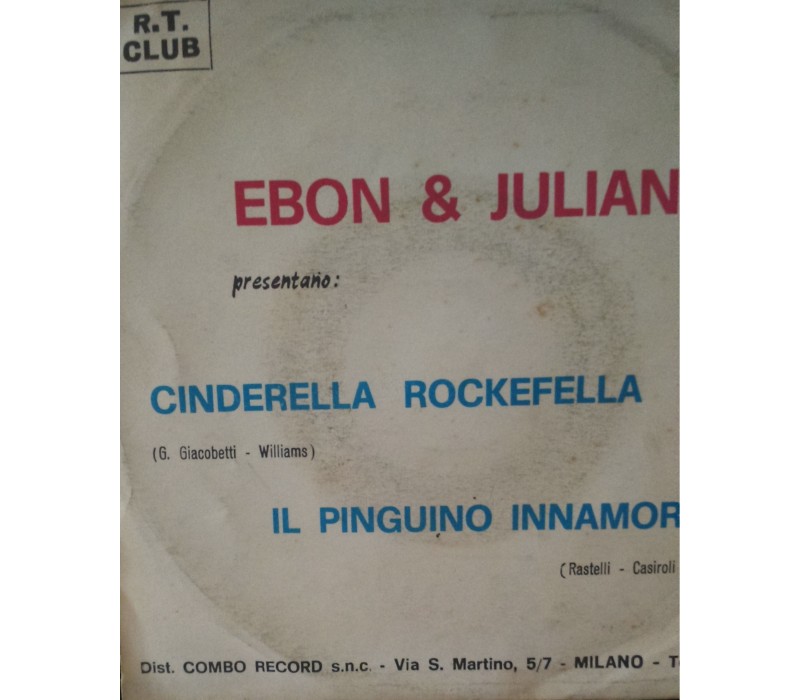 R.T.
CLUB
EBON & JULIAN
presentano:
CINDERELLA ROCKEFELLA
(G. Giacobetti - Williams)
IL PINGUINO INNAMOR
(Rastelli - Casiroli
Dist. COMBO RECORD s.n.c. - Via S. Martino, 5/7 - MILANO - T